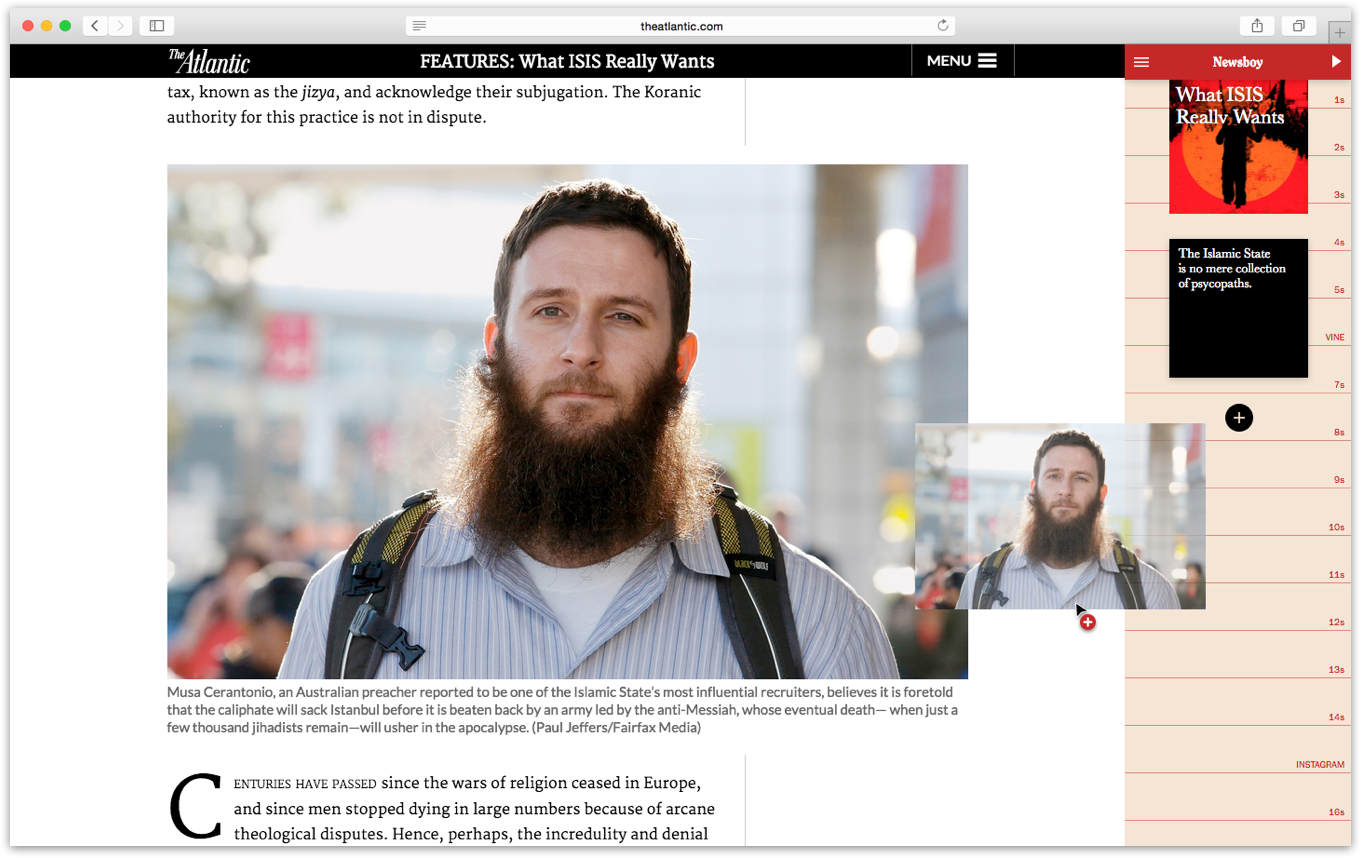 theatlantic.com
The Atlantic
FEATURES: What ISIS Really Wants
MENU
Newsboy
tax, known as the jizya, and acknowledge their subjugation. The Koranic
authority for this practice is not in dispute.
BLACK WOLF
Musa Cerantonio, an Australian preacher reported to be one of the Islamic State's most influential recruiters, believes it is foretold
that the caliphate will sack Istanbul before it is beaten back by an army led by the anti-Messiah, whose eventual death— when just a
few thousand jihadists remain—will usher in the apocalypse. (Paul Jeffers/Fairfax Media)
CENTURIES HAVE PASSED since the wars of religion ceased in Europe,
and since men stopped dying in large numbers because of arcane
theological disputes. Hence, perhaps, the incredulity and denial
What ISIS
Really Wants
The Islamic State
is no mere collection
of psycopaths.
1s
2s
3s
4s
5s
VINE
7s
8s
9s
10s
11s
12s
13s
14s
INSTAGRAM
16s